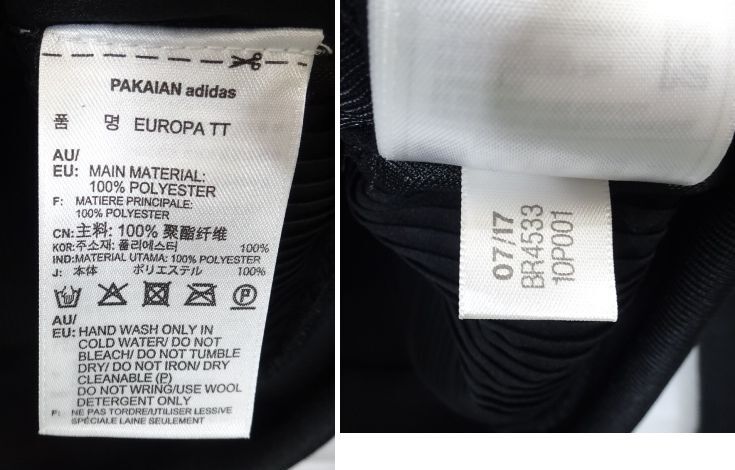 PAKAIAN adidas
품 명 EUROPA TT
AU/
EU: MAIN MATERIAL:
100% POLYESTER
F: MATIERE PRINCIPALE:
100% POLYESTER
CN: 主料: 100% 聚酯纤维
KOR: 주소재: 폴리에스터 100%
IND: MATERIAL UTAMA: 100% POLYESTER
J: 本体 ポリエステル 100%
P
AU/
EU: HAND WASH ONLY IN
COLD WATER/ DO NOT
BLEACH/ DO NOT TUMBLE
DRY/ DO NOT IRON/ DRY
CLEANABLE (P)
DO NOT WRING/USE WOOL
DETERGENT ONLY
F: NE PAS TORDRE/UTILISER LESSIVE
SPÉCIALE LAINE SEULEMENT
07/17
BR4533
10P001